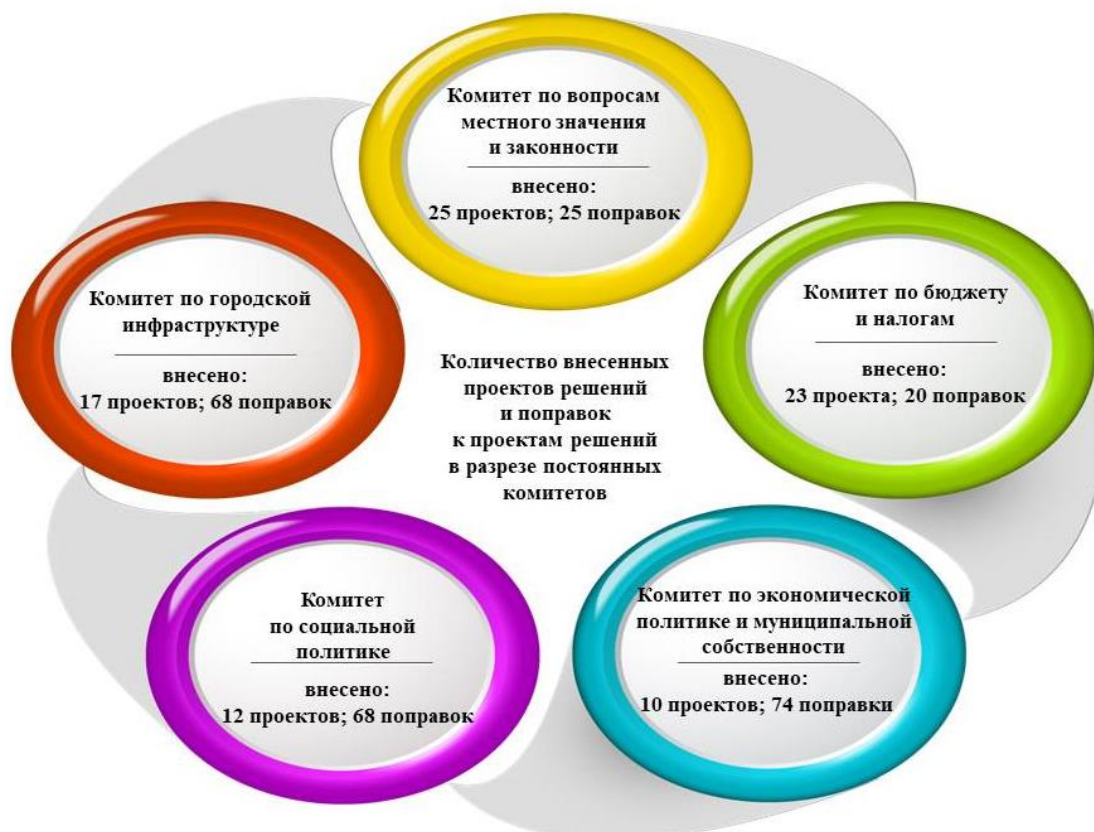 Комитет по вопросам
местного значения
и законности
внесено:
25 проектов; 25 поправок
Комитет по городской
инфраструктуре
внесено:
17 проектов; 68 поправок
Комитет по бюджету
и налогам
внесено:
23 проекта; 20 поправок
Количество внесенных
проектов решений
и поправок
к проектам решений
в разрезе постоянных
комитетов
Комитет
по социальной
политике
внесено:
12 проектов; 68 поправок
Комитет по экономической
политике и муниципальной
собственности
внесено:
10 проектов; 74 поправки